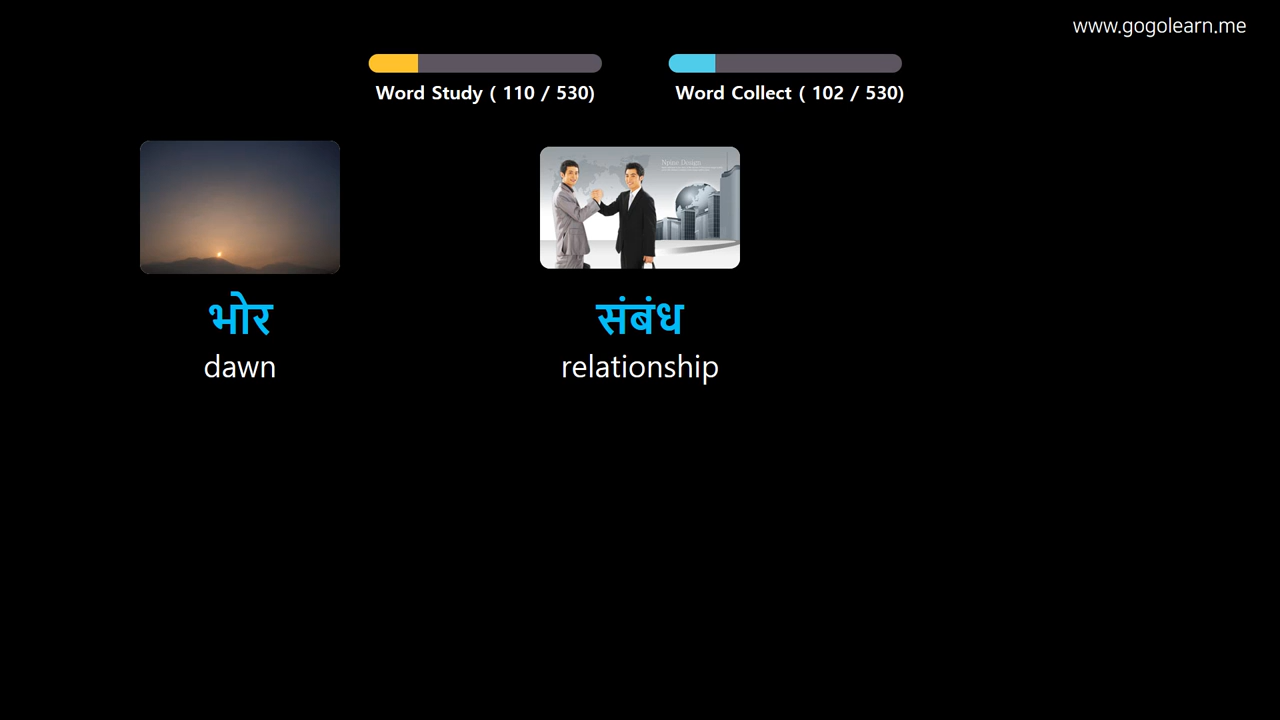 www.gogolearn.me
Word Study ( 110 / 530)
Word Collect ( 102 / 530)
भोर
dawn
संबंध
relationship